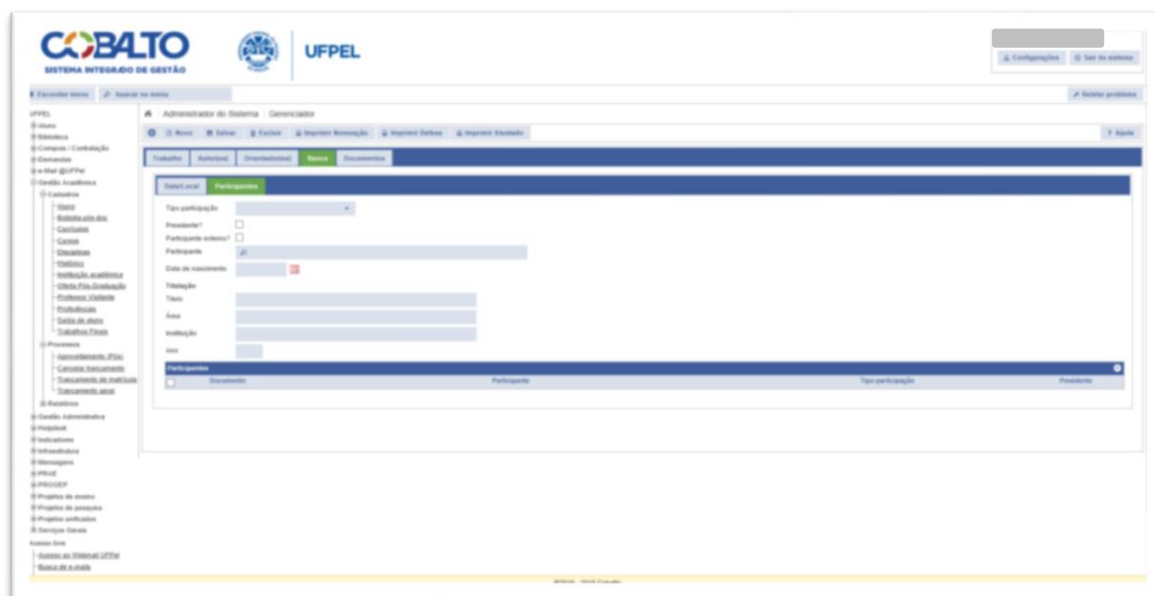 COBALTO
SISTEMA INTEGRADO DE GESTÃO
UFPEL
Configurações
Sair do sistema
Esconder menu
buscar no menu
Relatar problema
UFPEL
Administrador do Sistema
Gerenciador
Novo
Salvar
Excluir
Imprimir Nomeação
Imprimir Defesa
Imprimir Atestado
? Ajuda
Trabalho
Autor(es)
Orientador(es)
Banca
Documentos
Data/Local
Participantes
Tipo participação
Presidente?
Participante externo?
Participante
Data de nascimento
Titulação
Título
Área
Instituição
Ano
Participantes
Documento
Participante
Tipo participação
Presidente
Aluno
Biblioteca
Compras / Contratação
Demandas
e-Mail @UFPel
Gestão Acadêmica
Cadastros
Aluno
Bolsista pós-doc
Currículos
Cursos
Disciplinas
Histórico
Instituição acadêmica
Oferta Pós-Graduação
Professor Visitante
Proficiências
Saída de aluno
Trabalhos Finais
Processos
Aproveitamento (Pós)
Cancelar trancamento
Trancamento de matrícula
Trancamento geral
Relatórios
Gestão Administrativa
Helpdesk
Indicadores
Infraestrutura
Mensagens
PRAE
PROGEP
Projetos de ensino
Projetos de pesquisa
Projetos unificados
Serviços Gerais
Acesso livre
Acesso ao Webmail UFPel
Busca de e-mails